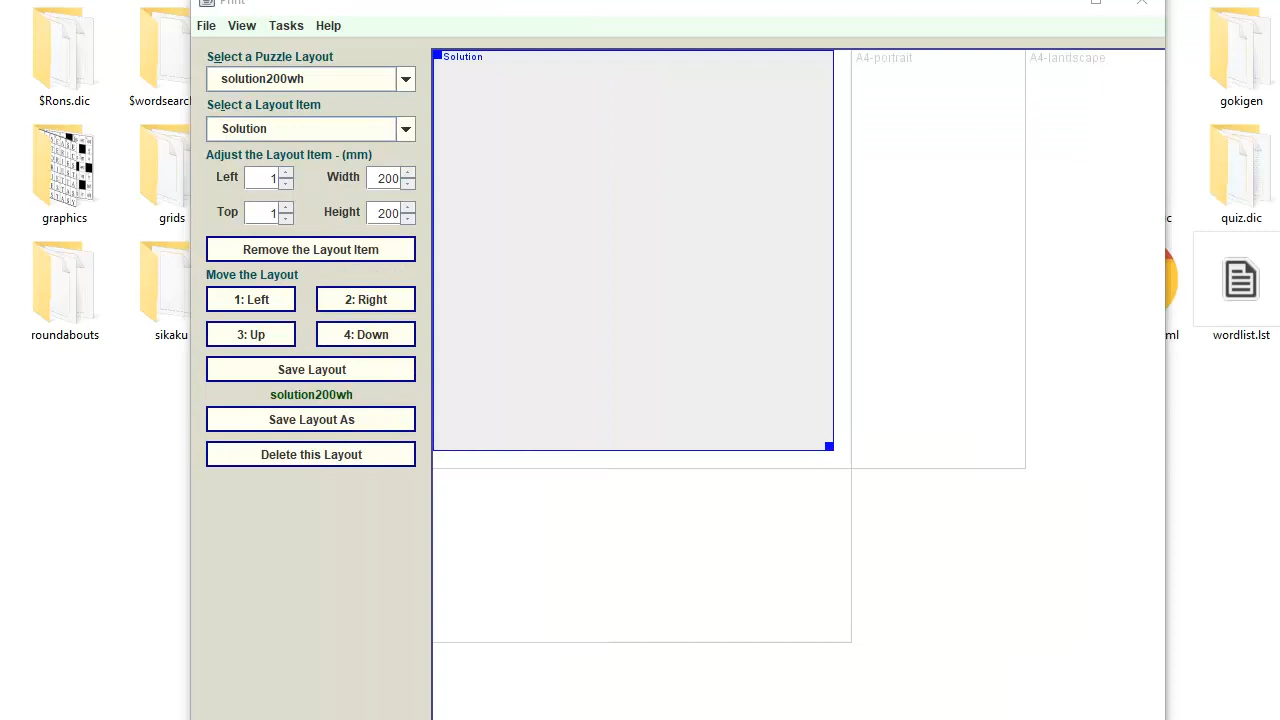 Print
File View Tasks Help
Select a Puzzle Layout
solution200wh
Select a Layout Item
Solution
Adjust the Layout Item - (mm)
Left 1 Width 200
Top 1 Height 200
Remove the Layout Item
Move the Layout
1: Left 2: Right
3: Up 4: Down
Save Layout
solution200wh
Save Layout As
Delete this Layout
Solution
A4-portrait
A4-landscape
$Rons.dic
$wordsearc
graphics
grids
roundabouts
sikaku
gokigen
quiz.dic
wordlist.lst
c
ml